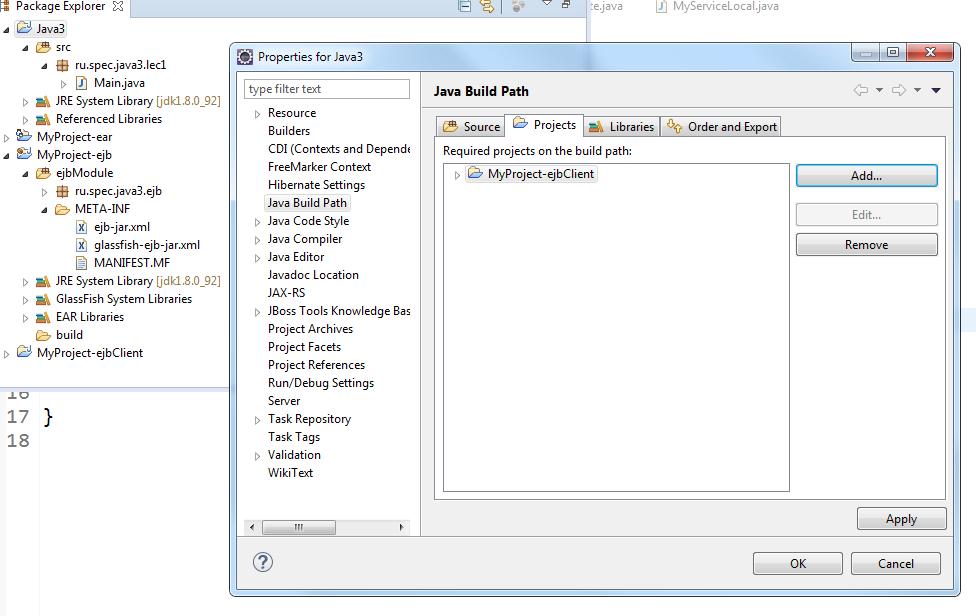 Package Explorer
ce.java
MyServiceLocal.java
Java3
src
ru.spec.java3.lec1
Main.java
JRE System Library [jdk1.8.0_92]
Referenced Libraries
MyProject-ear
MyProject-ejb
ejbModule
ru.spec.java3.ejb
META-INF
ejb-jar.xml
glassfish-ejb-jar.xml
MANIFEST.MF
JRE System Library [jdk1.8.0_92]
GlassFish System Libraries
EAR Libraries
build
MyProject-ejbClient
16
17 }
18
Properties for Java3
type filter text
Resource
Builders
CDI (Contexts and Depende
FreeMarker Context
Hibernate Settings
Java Build Path
Java Code Style
Java Compiler
Java Editor
Javadoc Location
JAX-RS
JBoss Tools Knowledge Bas
Project Archives
Project Facets
Project References
Run/Debug Settings
Server
Task Repository
Task Tags
Validation
WikiText
Java Build Path
Source
Projects
Libraries
Order and Export
Required projects on the build path:
MyProject-ejbClient
Add...
Edit...
Remove
Apply
OK
Cancel